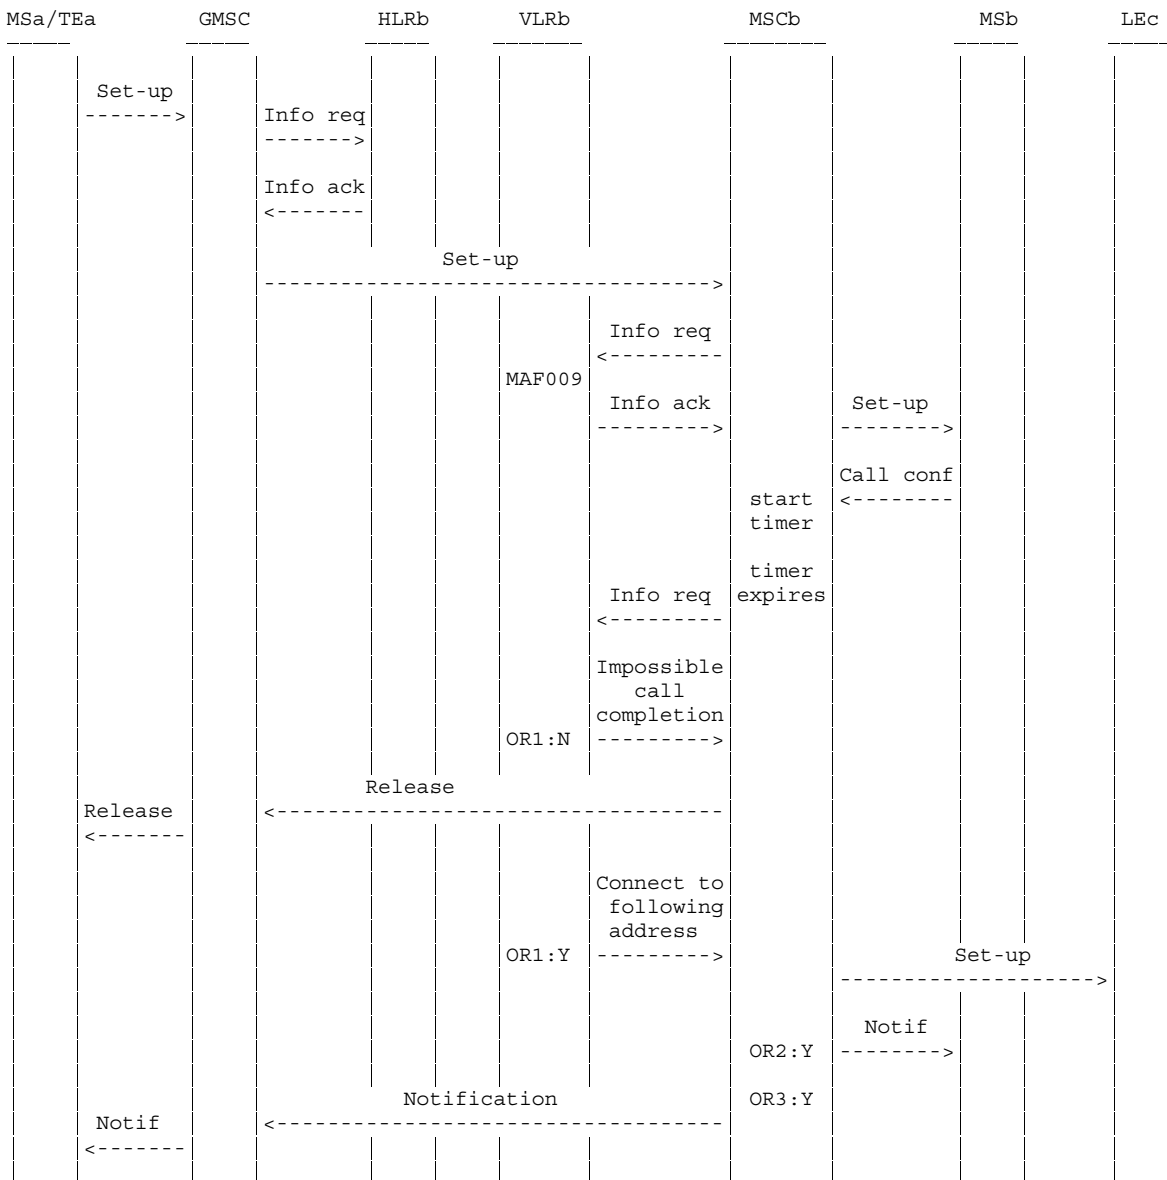 MSa/TEa GMSC HLRb VLRb MSCb MSb LEc
Set-up
-------> Info req
------->
Info ack
<-------
Set-up
----------------------------------->
Info req
<---------
MAF009
Info ack Set-up
---------> -------->
Call conf
start <--------
timer
timer
Info req expires
<---------
Impossible
call
completion
OR1:N --------->
Release
Release <-----------------------------------
<-------
Connect to
following
address
OR1:Y ---------> Set-up
-------------------->
Notif
OR2:Y -------->
Notification OR3:Y
Notif <-----------------------------------
<-------